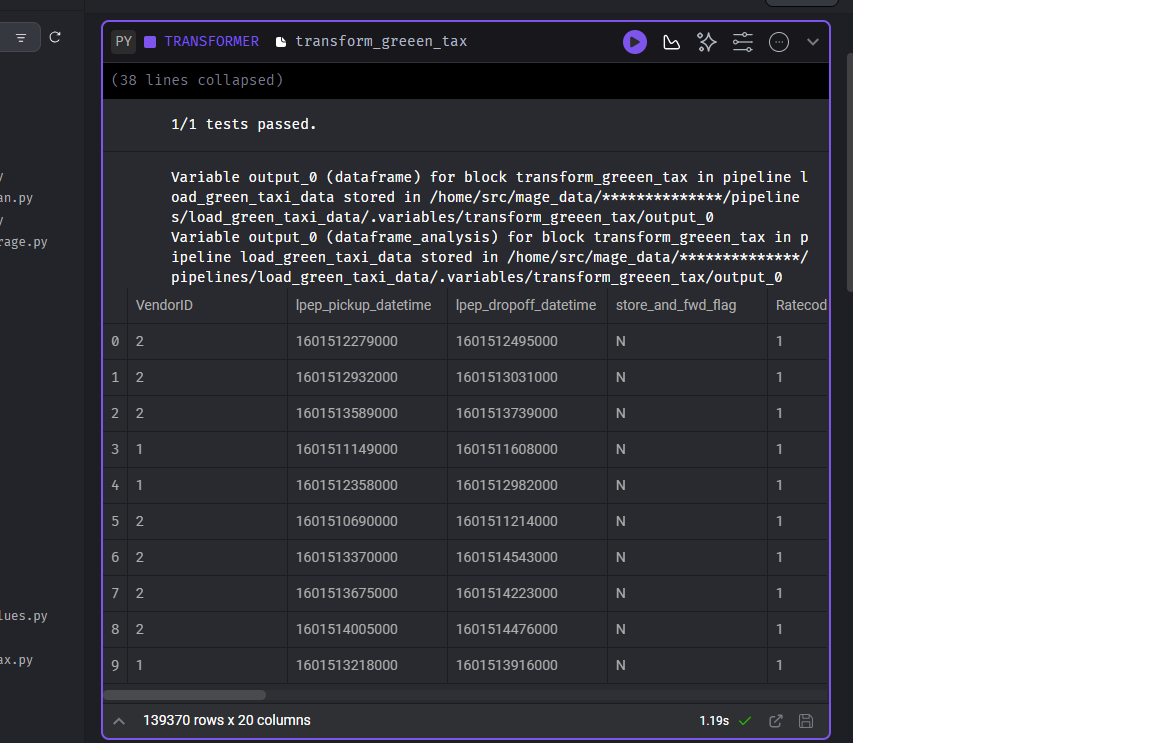 PY TRANSFORMER transform_greeen_tax
(38 lines collapsed)
1/1 tests passed.
Variable output_0 (dataframe) for block transform_greeen_tax in pipeline l
oad_green_taxi_data stored in /home/src/mage_data/**************/pipeline
s/load_green_taxi_data/.variables/transform_greeen_tax/output_0
Variable output_0 (dataframe_analysis) for block transform_greeen_tax in p
ipeline load_green_taxi_data stored in /home/src/mage_data/**************/
pipelines/load_green_taxi_data/.variables/transform_greeen_tax/output_0
VendorID lpep_pickup_datetime lpep_dropoff_datetime store_and_fwd_flag Ratecod
0 2 1601512279000 1601512495000 N 1
1 2 1601512932000 1601513031000 N 1
2 2 1601513589000 1601513739000 N 1
3 1 1601511149000 1601511608000 N 1
4 1 1601512358000 1601512982000 N 1
5 2 1601510690000 1601511214000 N 1
6 2 1601513370000 1601514543000 N 1
7 2 1601513675000 1601514223000 N 1
8 2 1601514005000 1601514476000 N 1
9 1 1601513218000 1601513916000 N 1
139370 rows x 20 columns 1.19s
y
an.py
y
rage.py
lues.py
ax.py